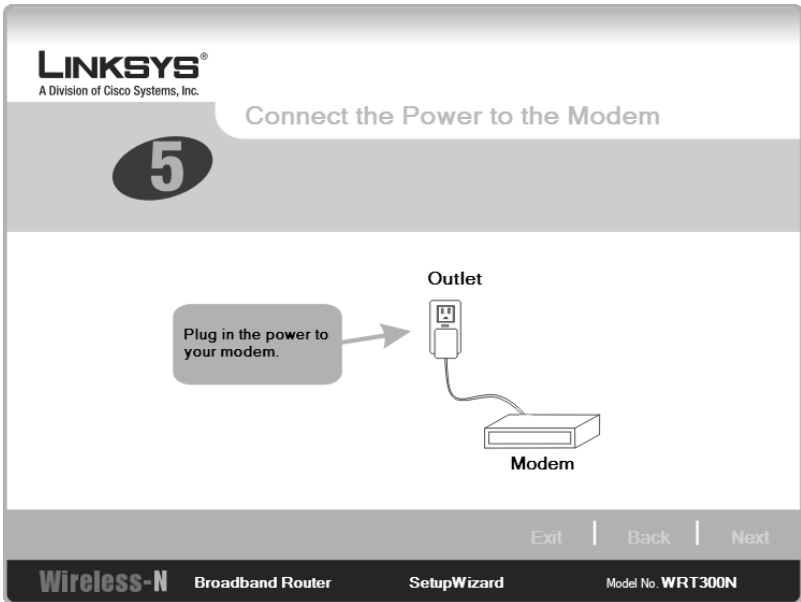 LINKSYS®
A Division of Cisco Systems, Inc.
Connect the Power to the Modem
5
Outlet
Plug in the power to
your modem.
Modem
Exit | Back | Next
Wireless-N Broadband Router SetupWizard Model No. WRT300N